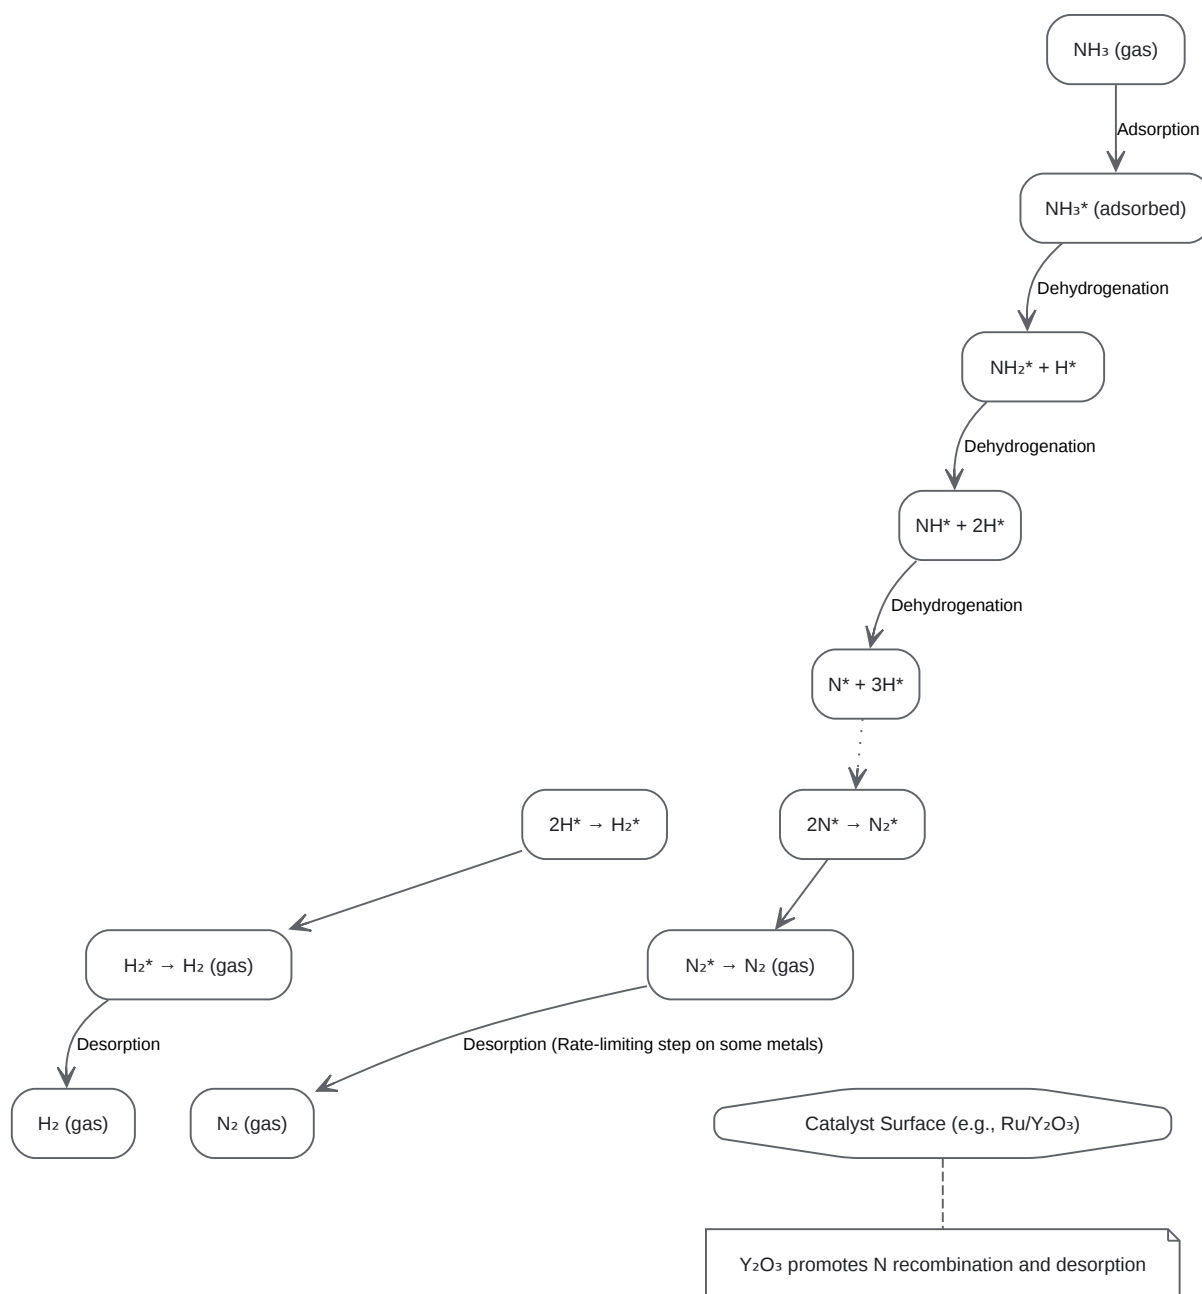 NH₃ (gas)
Adsorption
NH₃* (adsorbed)
Dehydrogenation
NH₂* + H*
Dehydrogenation
NH* + 2H*
Dehydrogenation
N* + 3H*
2H* → H₂*
2N* → N₂*
H₂* → H₂ (gas)
N₂* → N₂ (gas)
Desorption
Desorption (Rate-limiting step on some metals)
H₂ (gas)
N₂ (gas)
Catalyst Surface (e.g., Ru/Y₂O₃)
Y₂O₃ promotes N recombination and desorption